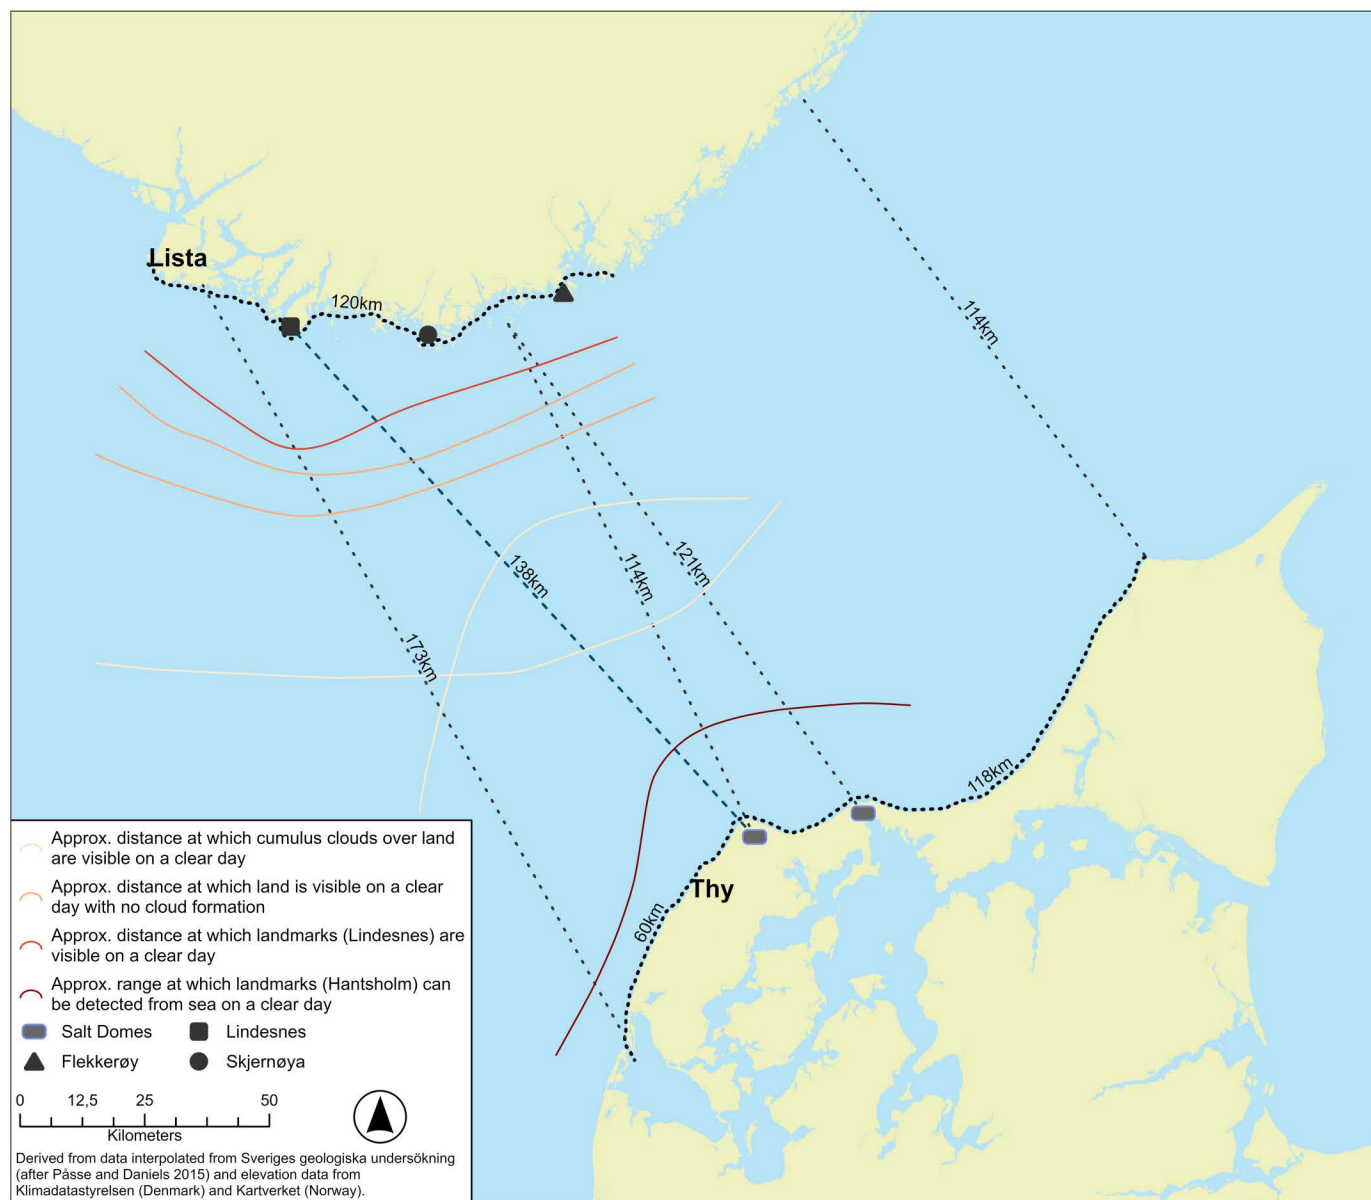 Lista
120km
114km
138km
114km
121km
173km
118km
Thy
60km
Approx. distance at which cumulus clouds over land
are visible on a clear day
Approx. distance at which land is visible on a clear
day with no cloud formation
Approx. distance at which landmarks (Lindesnes) are
visible on a clear day
Approx. range at which landmarks (Hantsholm) can
be detected from sea on a clear day
Salt Domes Lindesnes
Flekkerøy Skjernøya
0 12,5 25 50
Kilometers
Derived from data interpolated from Sveriges geologiska undersökning
(after Påsse and Daniels 2015) and elevation data from
Klimadatastyrelsen (Denmark) and Kartverket (Norway).